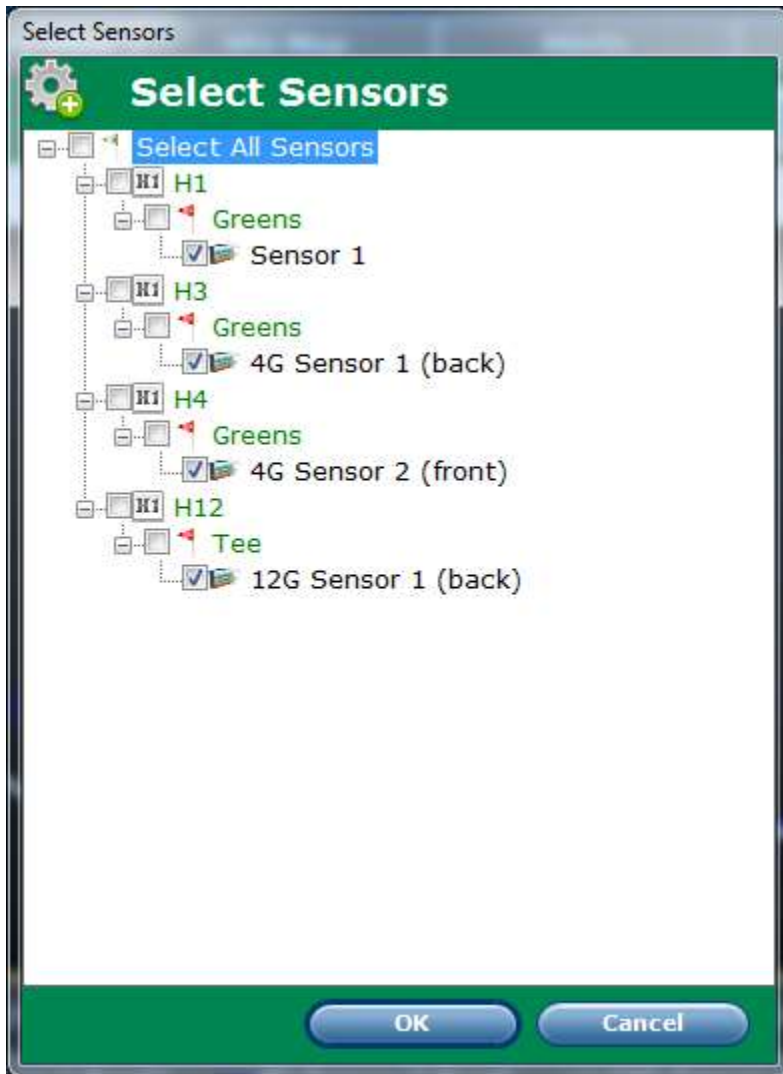 Select Sensors
Select Sensors
Select All Sensors
H1 H1
Greens
Sensor 1
H1 H3
Greens
4G Sensor 1 (back)
H1 H4
Greens
4G Sensor 2 (front)
H1 H12
Tee
12G Sensor 1 (back)
OK Cancel